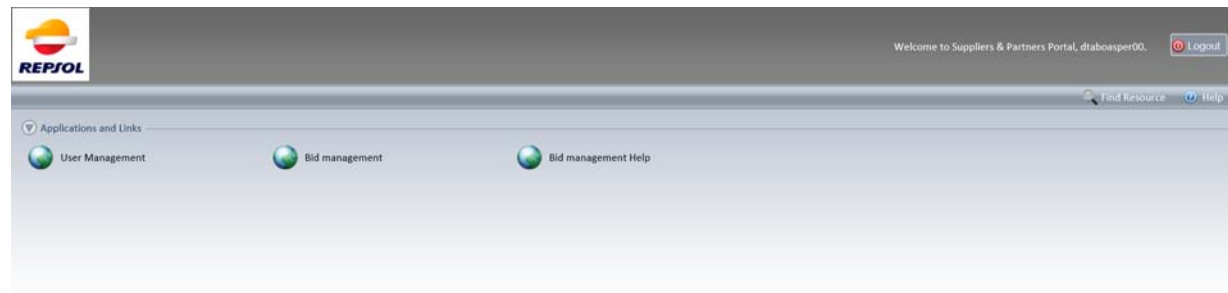 REPSOL
Welcome to Suppliers & Partners Portal, dtaboasper00.
Logout
Find Resource
Help
Applications and Links
User Management
Bid management
Bid management Help